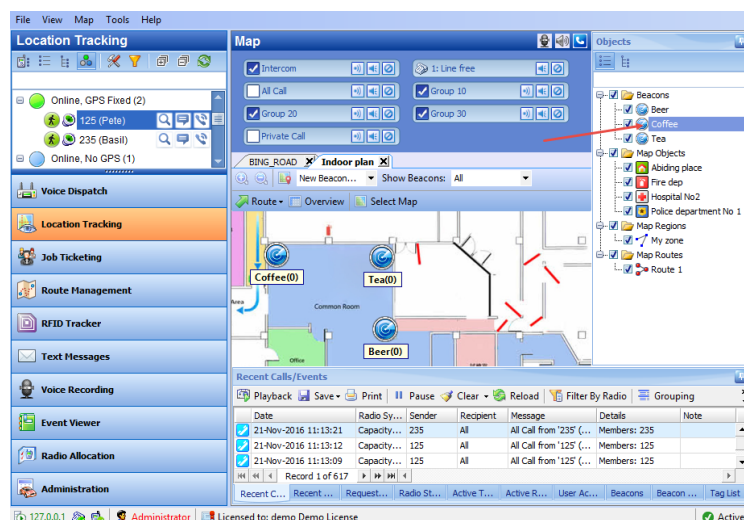 File View Map Tools Help
Location Tracking
Online, GPS Fixed (2)
125 (Pete)
235 (Basil)
Online, No GPS (1)
Voice Dispatch
Location Tracking
Job Ticketing
Route Management
RFID Tracker
Text Messages
Voice Recording
Event Viewer
Radio Allocation
Administration
Map
Intercom
1: Line free
All Call
Group 10
Group 20
Group 30
Private Call
BING_ROAD X Indoor plan X
New Beacon... Show Beacons: All
Route Overview Select Map
Coffee(0)
Tea(0)
Area
Common Room
Beer(0)
Office
Objects
Beacons
Beer
Coffee
Tea
Map Objects
Abiding place
Fire dep
Hospital No2
Police department No 1
Map Regions
My zone
Map Routes
Route 1
Recent Calls/Events
Playback Save Print Pause Clear Reload Filter By Radio Grouping
Date Radio Sy... Sender Recipient Message Details Note
21-Nov-2016 11:13:21 Capacity... 235 All All Call from '235' (... Members: 235
21-Nov-2016 11:13:12 Capacity... 125 All All Call from '125' (... Members: 125
21-Nov-2016 11:13:09 Capacity... 125 All All Call from '125' (... Members: 125
Record 1 of 617
Recent C... Recent ... Request... Radio St... Active T... Active R... User Ac... Beacons Beacon ... Tag List
127.0.0.1 Administrator Licensed to: demo Demo License Active